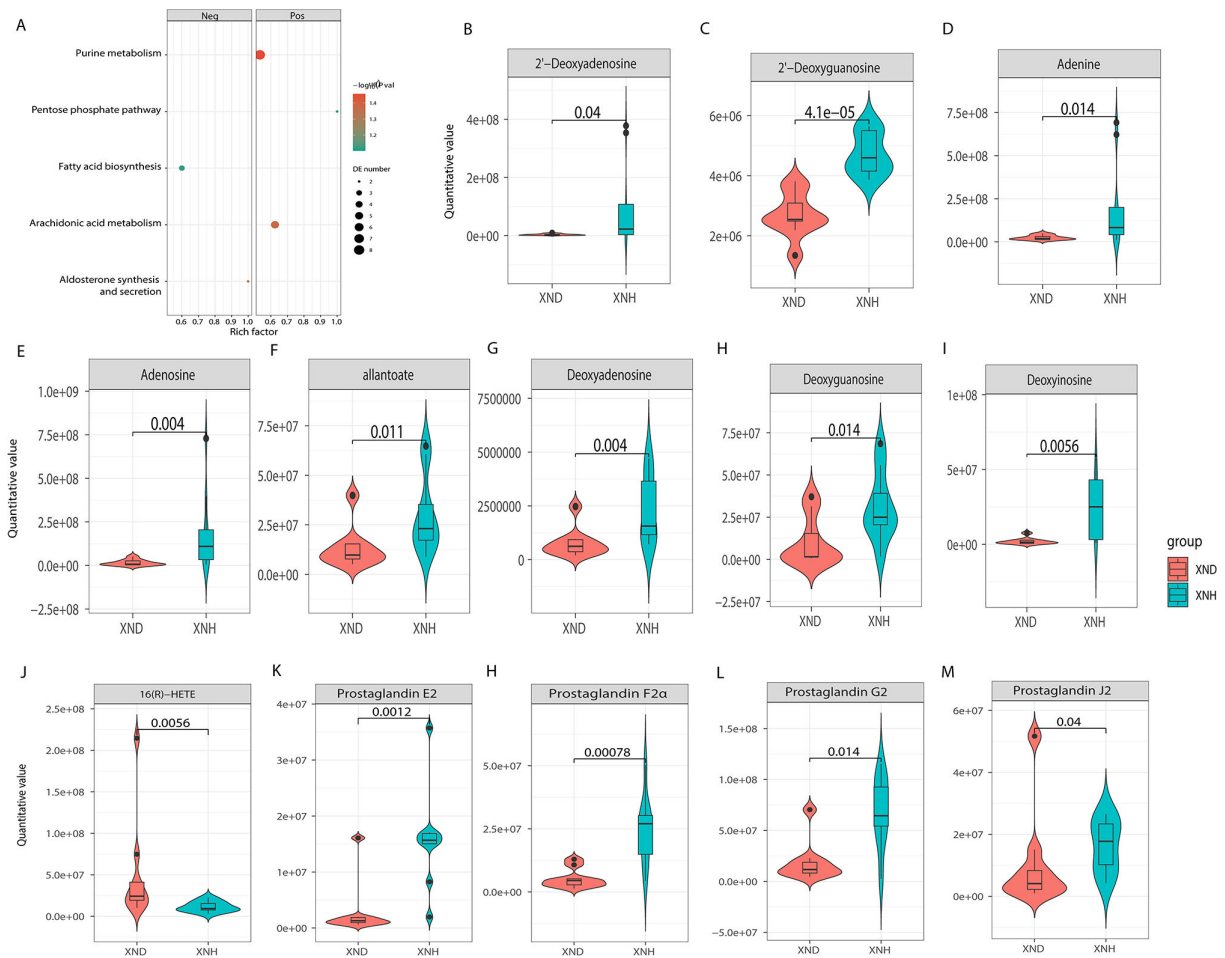 A
Neg
Pos
Purine metabolism
Pentose phosphate pathway
Fatty acid biosynthesis
Arachidonic acid metabolism
Aldosterone synthesis
and secretion
0.6 0.7 0.8 0.9 1.0
0.6 0.7 0.8 0.9 1.0
Rich factor
val
1.4
1.3
1.2
DE number
2
3
4
5
6
7
8
B
2'−Deoxyadenosine
Quantitative value
4e+08
2e+08
0e+00
0.04
XND
XNH
C
2'−Deoxyguanosine
6e+06
4e+06
2e+06
4.1e−05
XND
XNH
D
Adenine
7.5e+08
5.0e+08
2.5e+08
0.0e+00
0.014
XND
XNH
E
Adenosine
Quantitative value
1.0e+09
7.5e+08
5.0e+08
2.5e+08
0.0e+00
−2.5e+08
0.004
XND
XNH
F
allantoate
7.5e+07
5.0e+07
2.5e+07
0.0e+00
0.011
XND
XNH
G
Deoxyadenosine
7500000
5000000
2500000
0
0.004
XND
XNH
H
Deoxyguanosine
7.5e+07
5.0e+07
2.5e+07
0.0e+00
−2.5e+07
0.014
XND
XNH
I
Deoxyinosine
1e+08
5e+07
0e+00
0.0056
XND
XNH
group
XND
XNH
J
16(R)−HETE
Quantitative value
2.5e+08
2.0e+08
1.5e+08
1.0e+08
5.0e+07
0.0e+00
0.0056
XND
XNH
K
Prostaglandin E2
4e+07
3e+07
2e+07
1e+07
0e+00
0.0012
XND
XNH
H
Prostaglandin F2α
5.0e+07
2.5e+07
0.0e+00
0.00078
XND
XNH
L
Prostaglandin G2
1.5e+08
1.0e+08
5.0e+07
0.0e+00
−5.0e+07
0.014
XND
XNH
M
Prostaglandin J2
6e+07
4e+07
2e+07
0e+00
0.04
XND
XNH